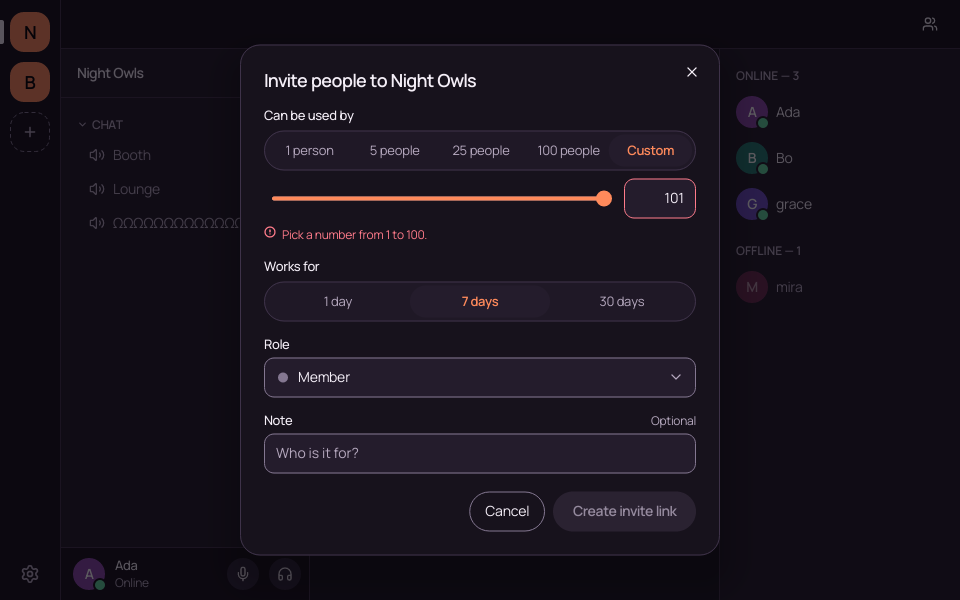 N
B
Night Owls
CHAT
Booth
Lounge
Invite people to Night Owls
Can be used by
1 person
5 people
25 people
100 people
Custom
101
Pick a number from 1 to 100.
Works for
1 day
7 days
30 days
Role
Member
Note
Optional
Who is it for?
Cancel
Create invite link
A
Ada
Online
ONLINE — 3
A
Ada
B
Bo
G
grace
OFFLINE — 1
M
mira